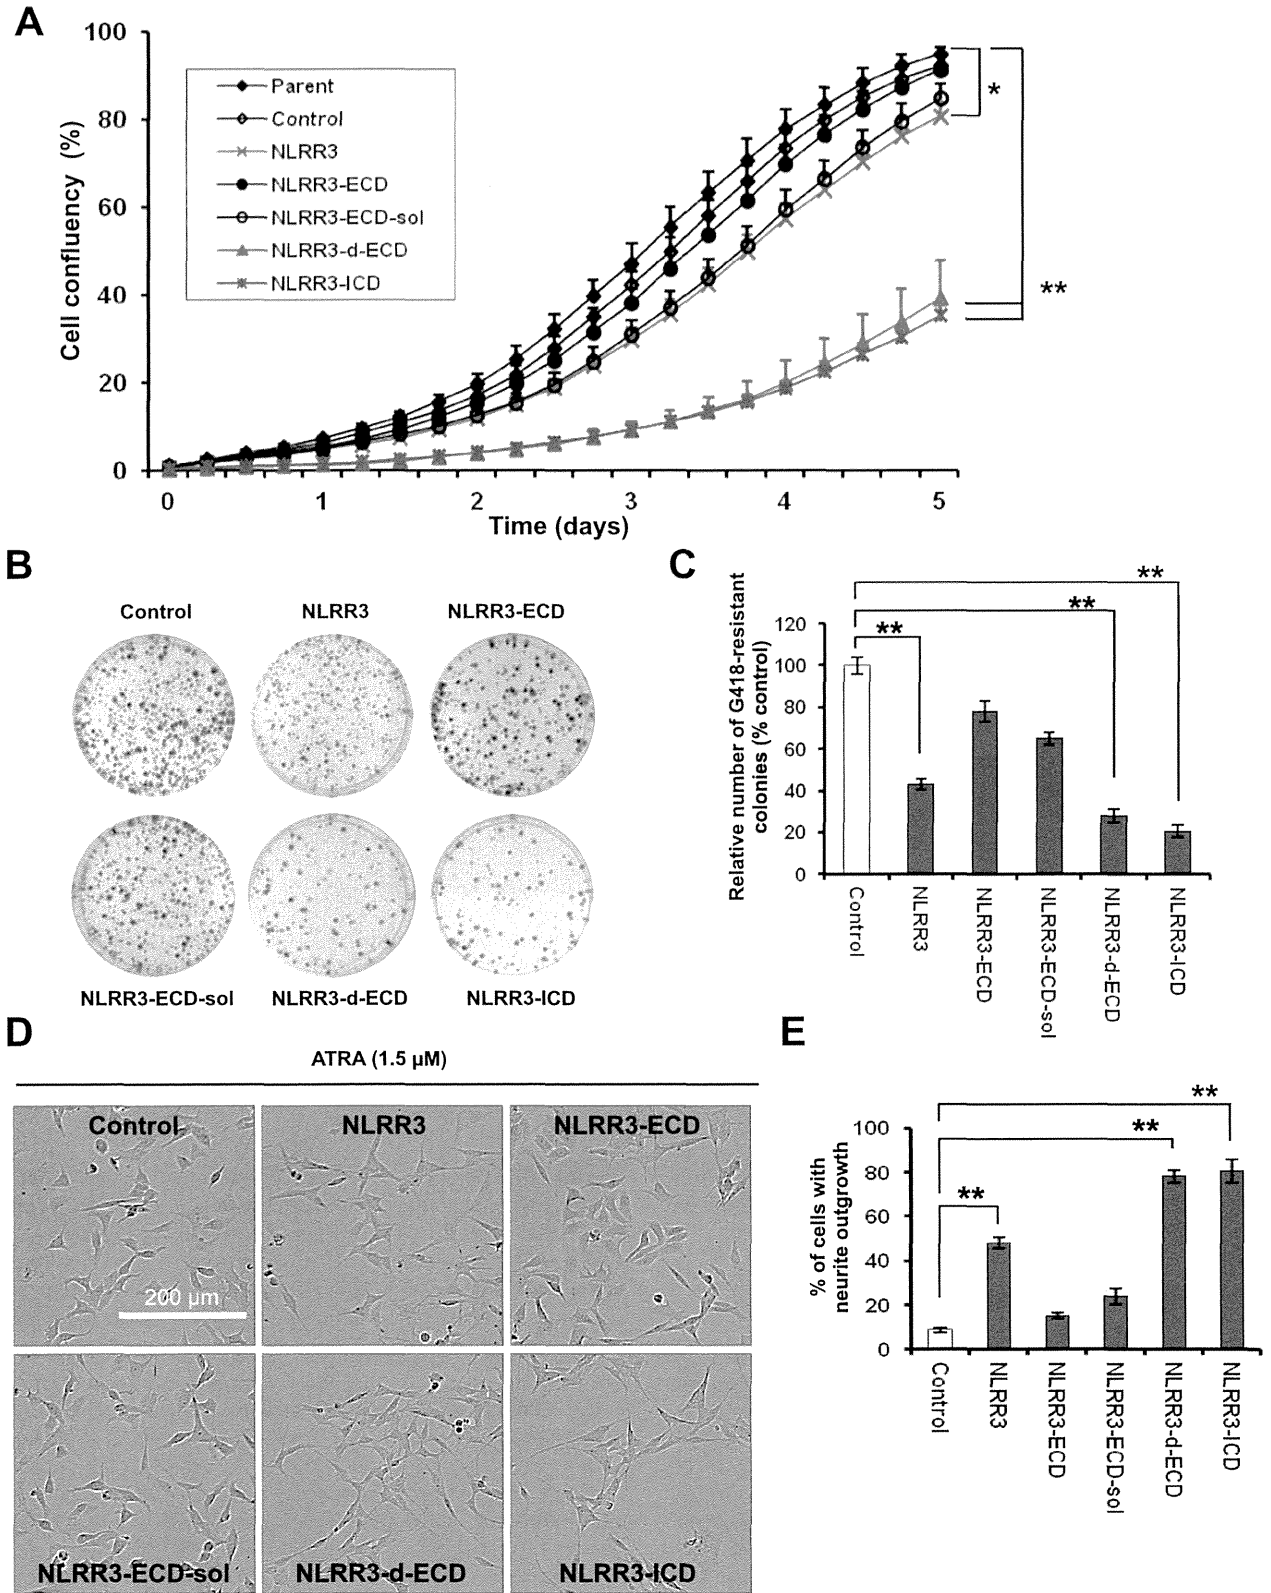 A
100
80
60
40
20
0
Cell confluency (%)
Parent
Control
NLRR3
NLRR3-ECD
NLRR3-ECD-sol
NLRR3-d-ECD
NLRR3-ICD
*
**
0 1 2 3 4 5
Time (days)
B
Control NLRR3 NLRR3-ECD
NLRR3-ECD-sol NLRR3-d-ECD NLRR3-ICD
C
Relative number of G418-resistant
colonies (% control)
120
100
80
60
40
20
0
**
**
**
Control
NLRR3
NLRR3-ECD
NLRR3-ECD-sol
NLRR3-d-ECD
NLRR3-ICD
D
ATRA (1.5 µM)
Control NLRR3 NLRR3-ECD
200 µm
NLRR3-ECD-sol NLRR3-d-ECD NLRR3-ICD
E
% of cells with
neurite outgrowth
100
80
60
40
20
0
**
**
**
Control
NLRR3
NLRR3-ECD
NLRR3-ECD-sol
NLRR3-d-ECD
NLRR3-ICD